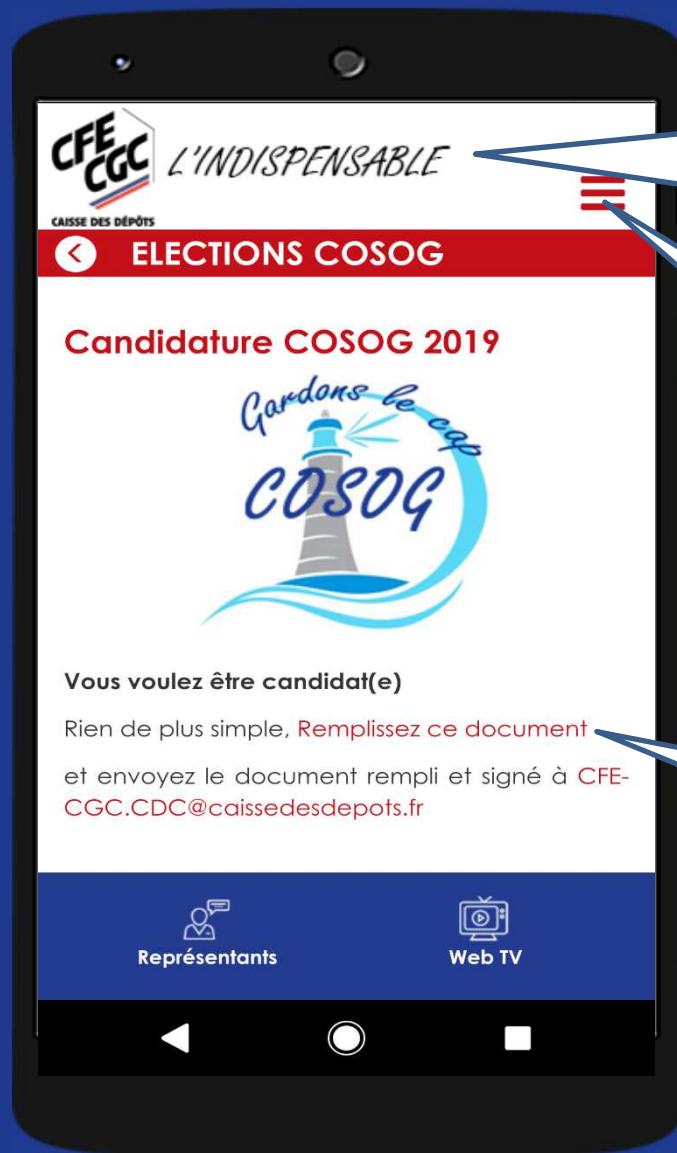 CFE
CGC
L'INDISPENSABLE
CAISSE DES DÉPÔTS
ELECTIONS COSOG
Candidature COSOG 2019
Gardons le cap
COSOG
Vous voulez être candidat(e)
Rien de plus simple, Remplissez ce document
et envoyez le document rempli et signé à CFE-
CGC.CDC@caissedesdepots.fr
Représentants
Web TV